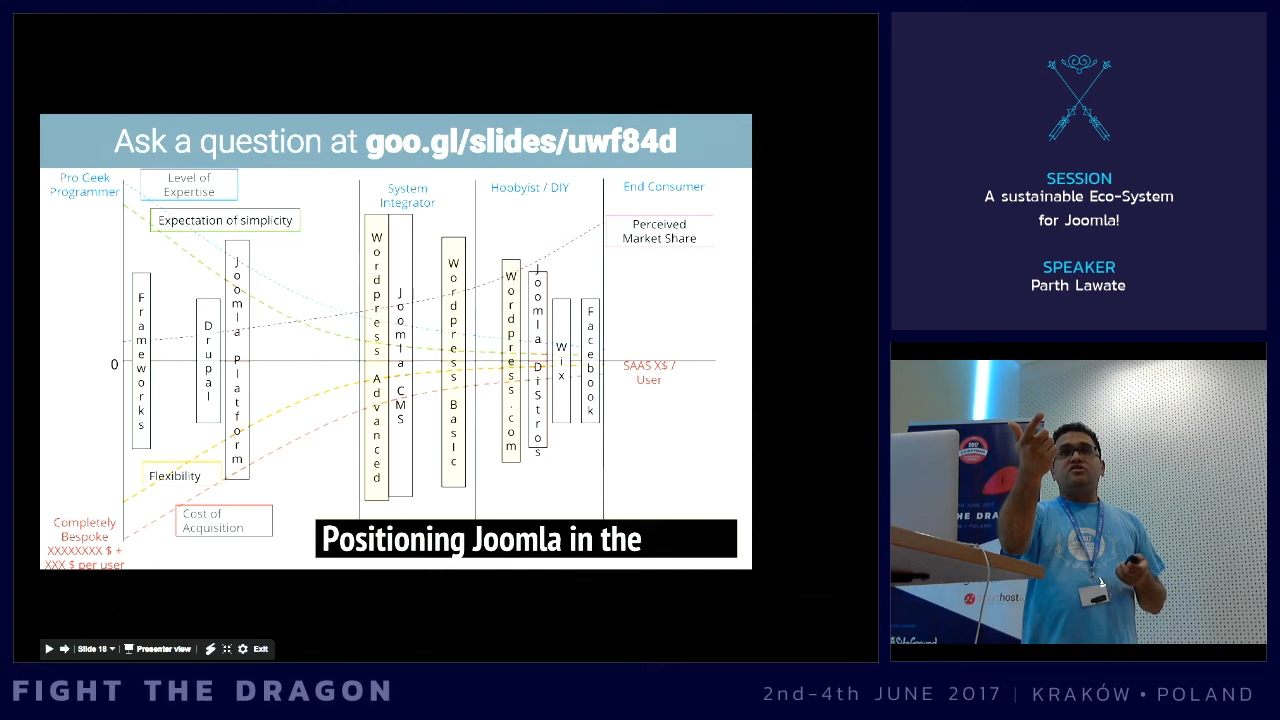 Ask a question at goo.gl/slides/uwf84d
Pro Geek
Programmer
Level of
Expertise
System
Integrator
Hoobyist / DIY
End Consumer
Expectation of simplicity
Perceived
Market Share
Frameworks
Drupal
Joomla Platform
Wordpress Advanced
Joomla CMS
Wordpress Basic
Wordpress.com
Joomla Distros
Wix
Facebook
0
SAAS X$ /
User
Flexibility
Cost of
Acquisition
Completely
Bespoke
XXXXXXXX $ +
XXX $ per user
Positioning Joomla in the
Slide 18
Presenter view
Exit
SESSION
A sustainable Eco-System
for Joomla!
SPEAKER
Parth Lawate
2017
SiteGround
FIGHT THE DRAGON
2nd-4th JUNE 2017 | KRAKÓW • POLAND